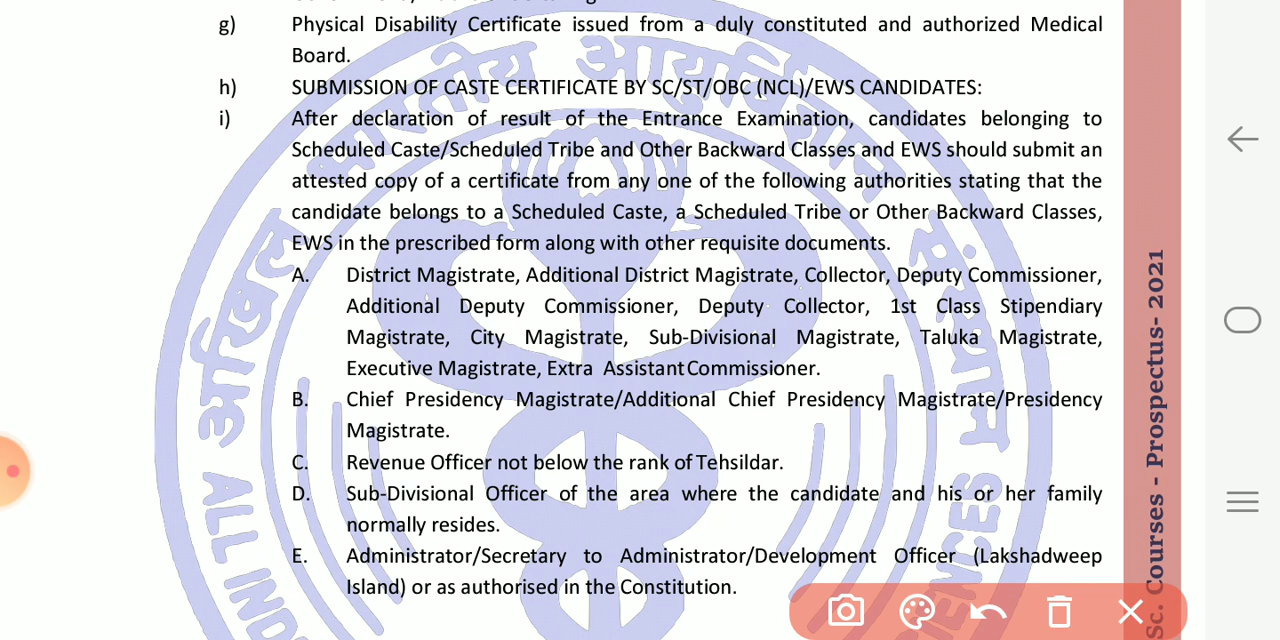 g) Physical Disability Certificate issued from a duly constituted and authorized Medical
Board.
h) SUBMISSION OF CASTE CERTIFICATE BY SC/ST/OBC (NCL)/EWS CANDIDATES:
i) After declaration of result of the Entrance Examination, candidates belonging to
Scheduled Caste/Scheduled Tribe and Other Backward Classes and EWS should submit an
attested copy of a certificate from any one of the following authorities stating that the
candidate belongs to a Scheduled Caste, a Scheduled Tribe or Other Backward Classes,
EWS in the prescribed form along with other requisite documents.
A. District Magistrate, Additional District Magistrate, Collector, Deputy Commissioner,
Additional Deputy Commissioner, Deputy Collector, 1st Class Stipendiary
Magistrate, City Magistrate, Sub-Divisional Magistrate, Taluka Magistrate,
Executive Magistrate, Extra Assistant Commissioner.
B. Chief Presidency Magistrate/Additional Chief Presidency Magistrate/Presidency
Magistrate.
C. Revenue Officer not below the rank of Tehsildar.
D. Sub-Divisional Officer of the area where the candidate and his or her family
normally resides.
E. Administrator/Secretary to Administrator/Development Officer (Lakshadweep
Island) or as authorised in the Constitution.
Sc. Courses - Prospectus- 2021
अखिल भारतीय आयुर्विज्ञान संस्थान
ALL IND
ENCES